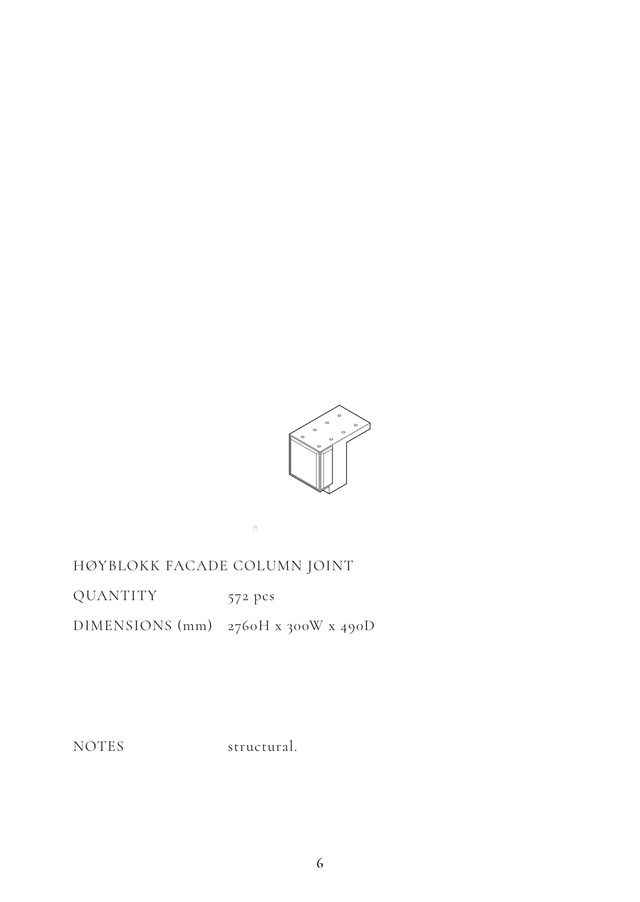 HØYBLOKK FACADE COLUMN JOINT
QUANTITY 572 pcs
DIMENSIONS (mm) 2760H x 300W x 490D
NOTES structural.
6